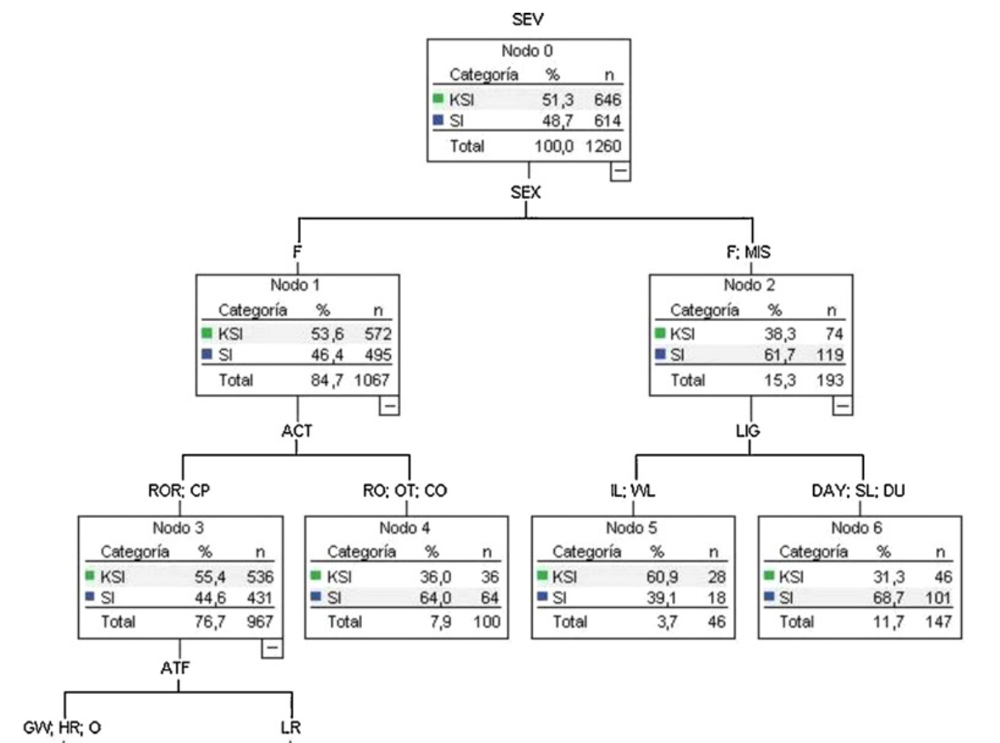 SEV
Nodo 0
Categoría % n
KSI 51,3 646
SI 48,7 614
Total 100,0 1260
SEX
F
F; MIS
Nodo 1
Categoría % n
KSI 53,6 572
SI 46,4 495
Total 84,7 1067
Nodo 2
Categoría % n
KSI 38,3 74
SI 61,7 119
Total 15,3 193
ACT
LIG
ROR; CP
RO; OT; CO
IL; WL
DAY; SL; DU
Nodo 3
Categoría % n
KSI 55,4 536
SI 44,6 431
Total 76,7 967
Nodo 4
Categoría % n
KSI 36,0 36
SI 64,0 64
Total 7,9 100
Nodo 5
Categoría % n
KSI 60,9 28
SI 39,1 18
Total 3,7 46
Nodo 6
Categoría % n
KSI 31,3 46
SI 68,7 101
Total 11,7 147
ATF
GW; HR; O
LR